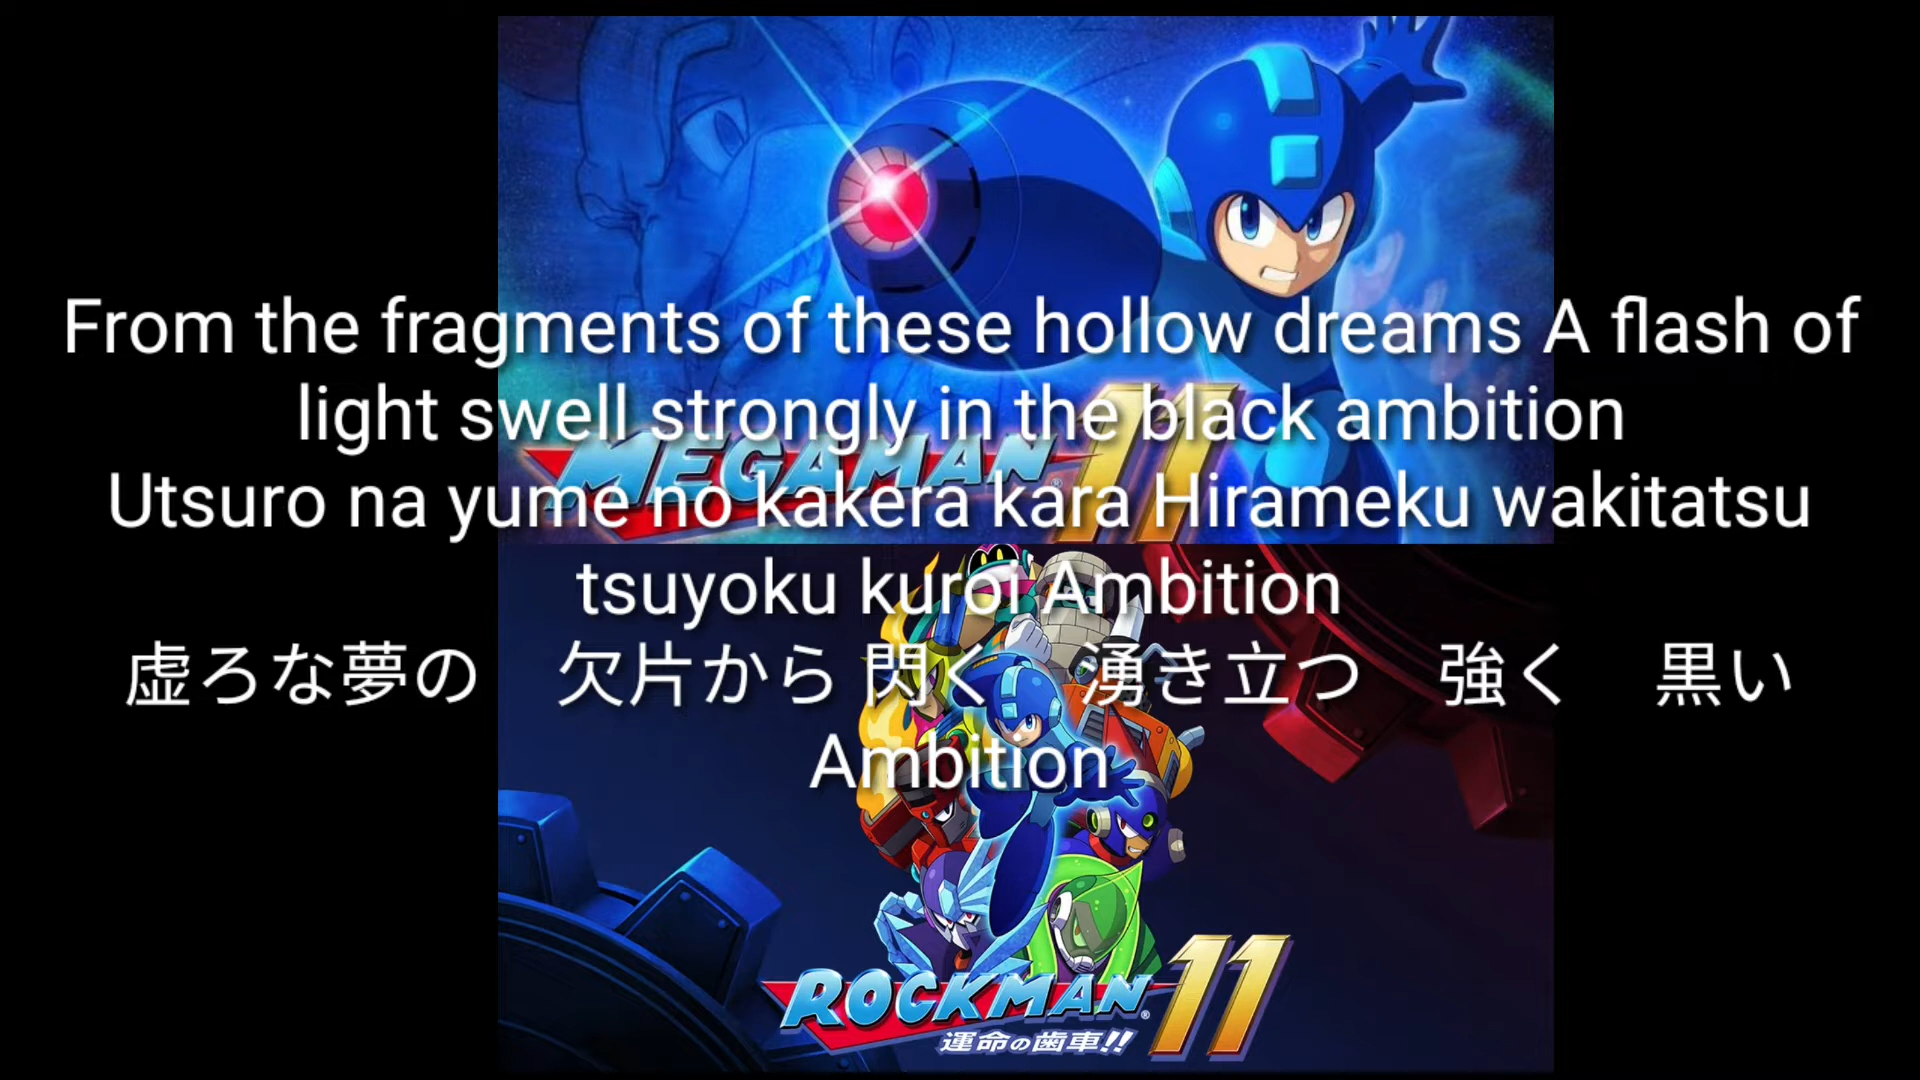 From the fragments of these hollow dreams A flash of
light swell strongly in the black ambition
MEGAMAN 11
Utsuro na yume no kakera kara Hirameku wakitatsu
tsuyoku kuroi Ambition
虚ろな夢の　欠片から 閃く　湧き立つ　強く　黒い
Ambition
ROCKMAN 11
運命の歯車!!